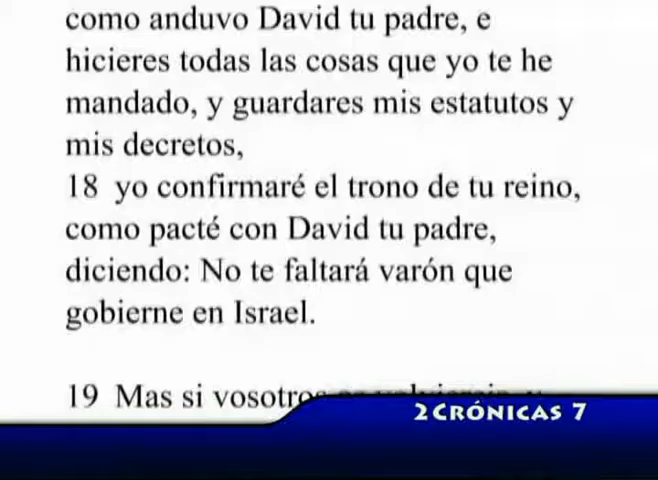 como anduvo David tu padre, e
hicieres todas las cosas que yo te he
mandado, y guardares mis estatutos y
mis decretos,
18 yo confirmaré el trono de tu reino,
como pacté con David tu padre,
diciendo: No te faltará varón que
gobierne en Israel.
19 Mas si vosotros
2CRÓNICAS 7